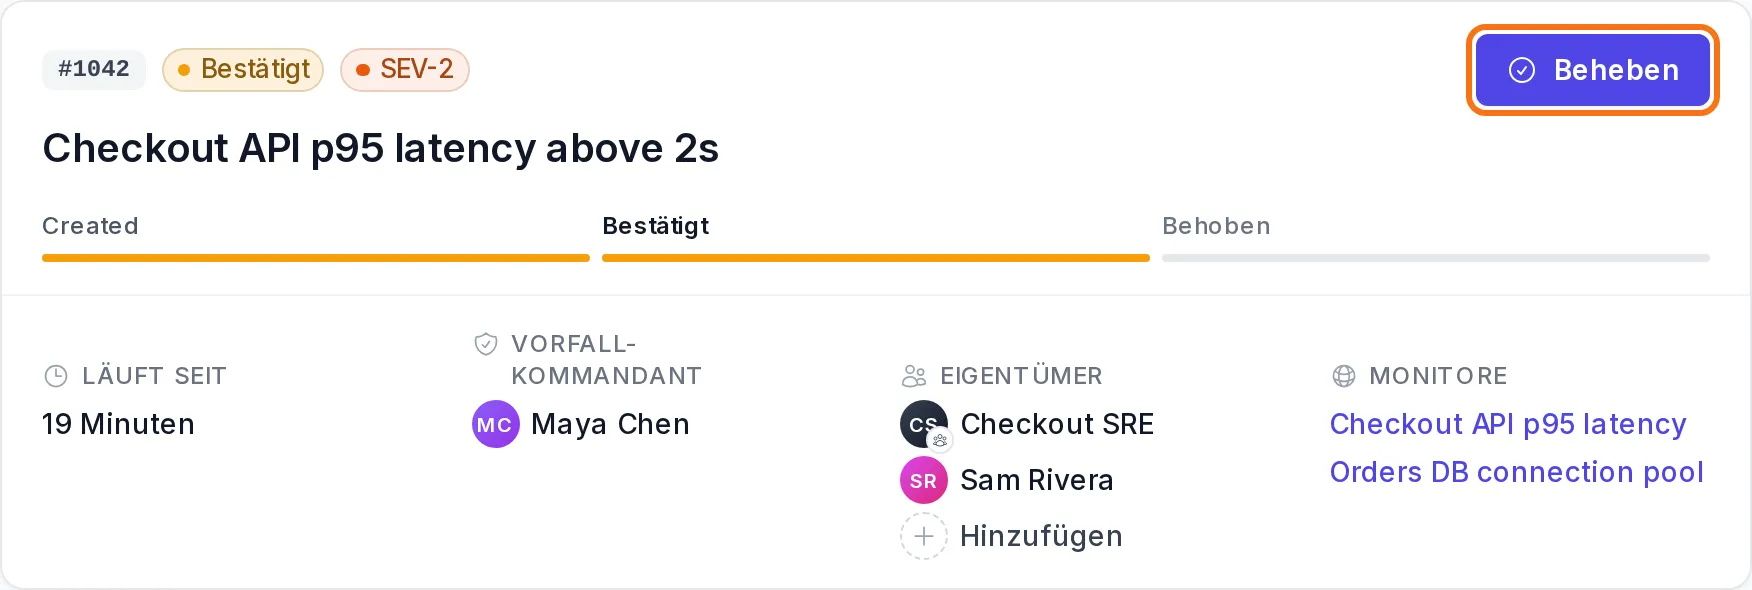 #1042 Bestätigt SEV-2 Beheben
Checkout API p95 latency above 2s
Created Bestätigt Behoben
LÄUFT SEIT
19 Minuten
VORFALL-
KOMMANDANT
MC Maya Chen
EIGENTÜMER
CS Checkout SRE
SR Sam Rivera
Hinzufügen
MONITORE
Checkout API p95 latency
Orders DB connection pool